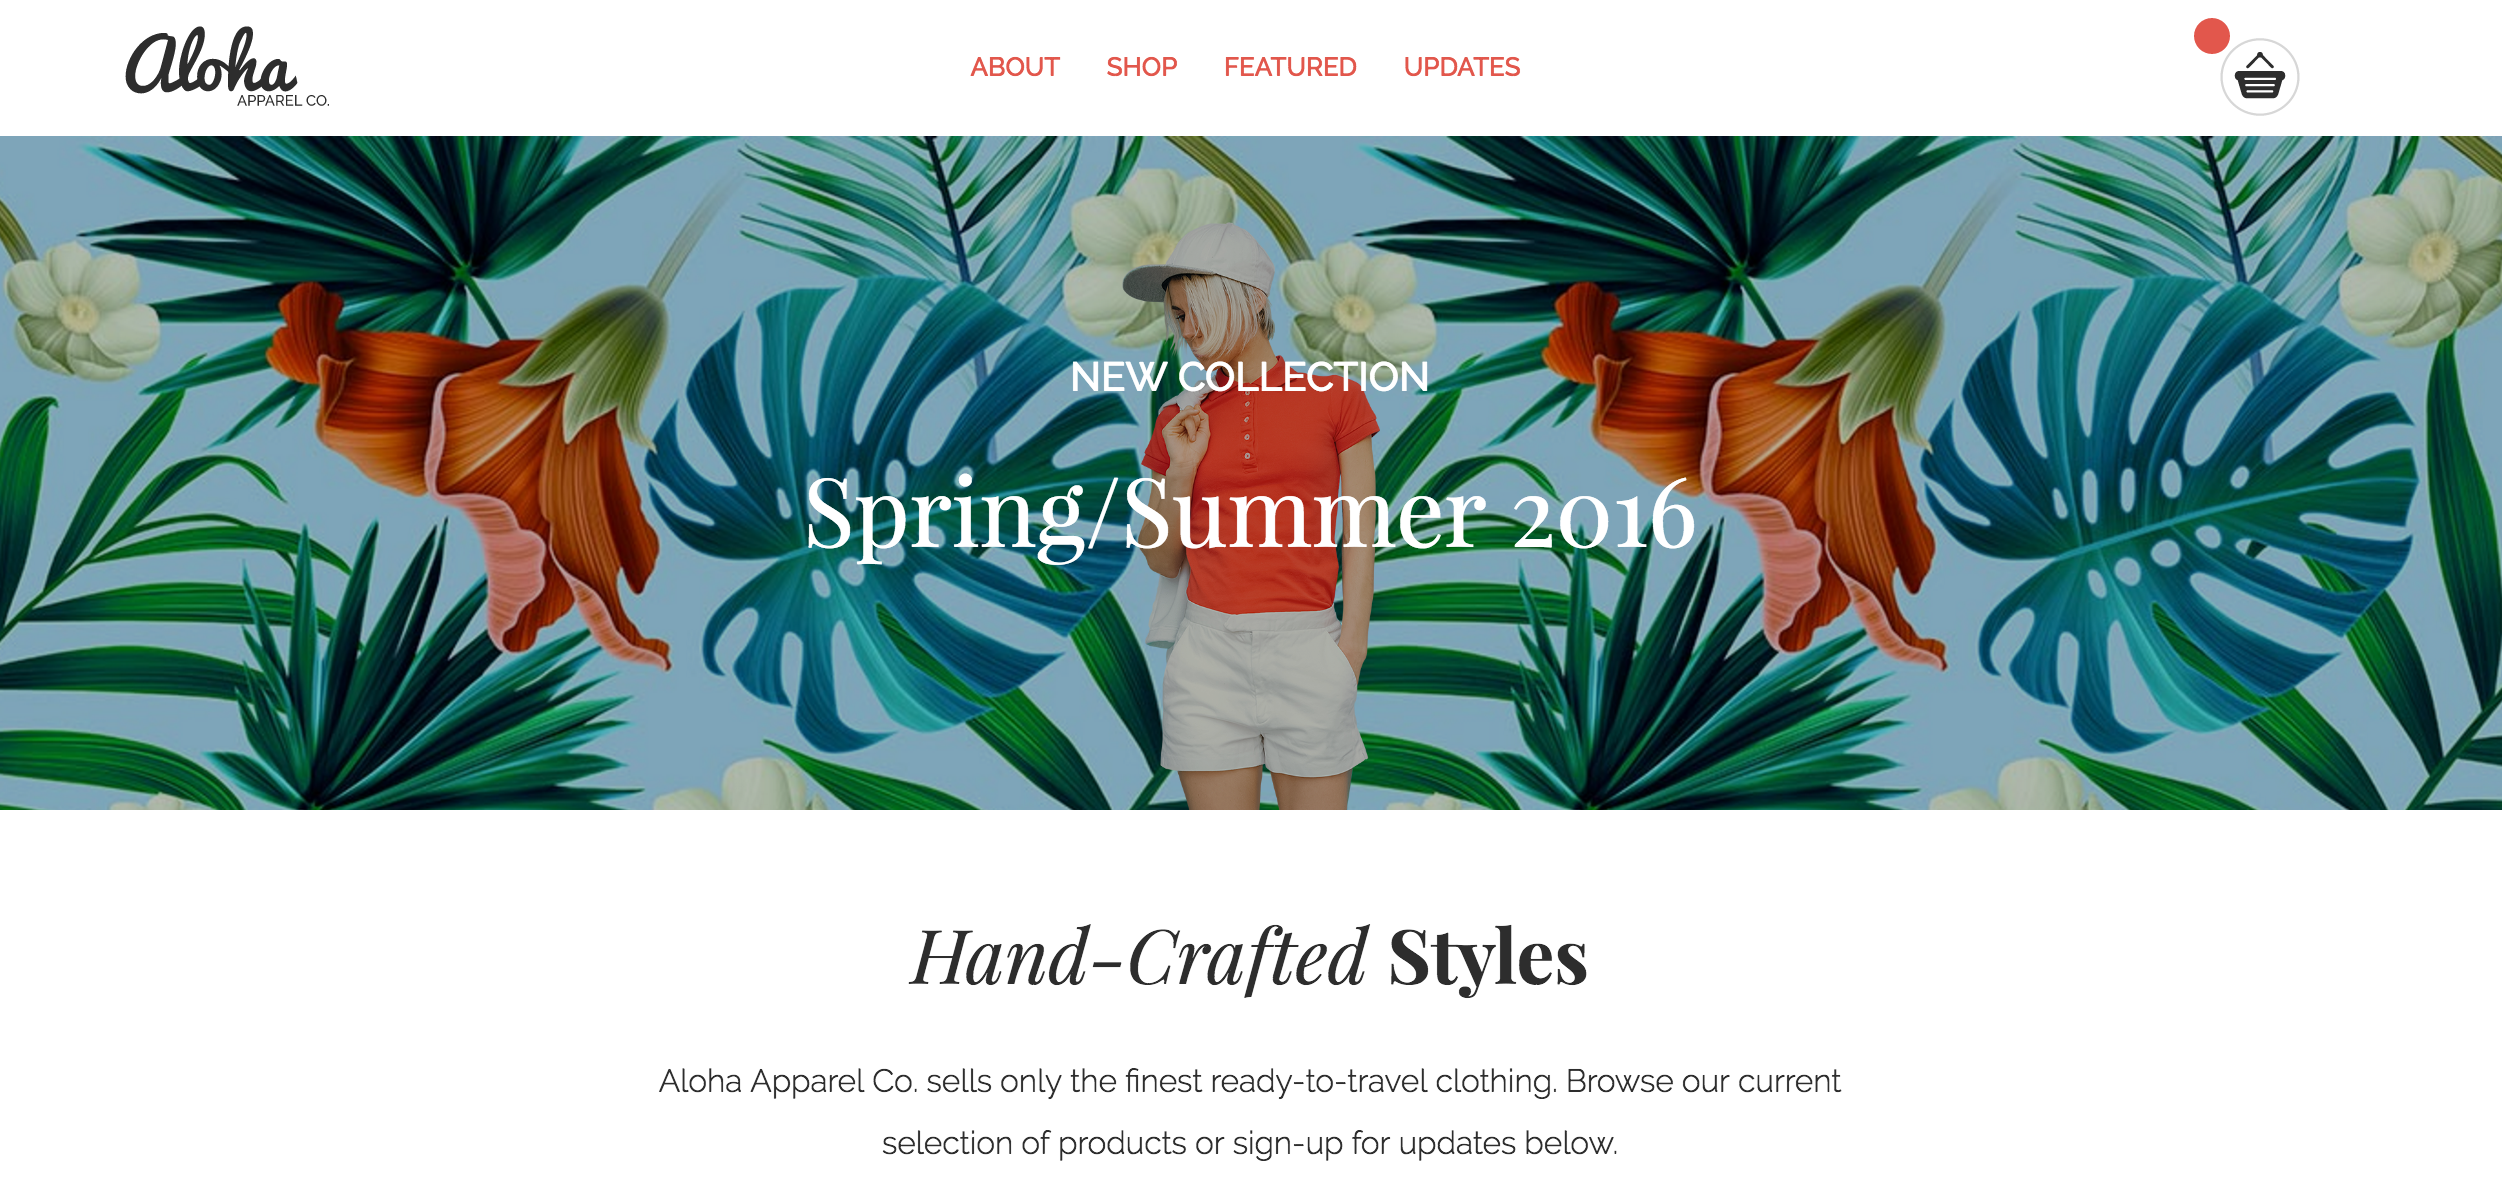 Aloha
APPAREL CO.
ABOUT SHOP FEATURED UPDATES
NEW COLLECTION
Spring/Summer 2016
Hand-Crafted Styles
Aloha Apparel Co. sells only the finest ready-to-travel clothing. Browse our current
selection of products or sign-up for updates below.